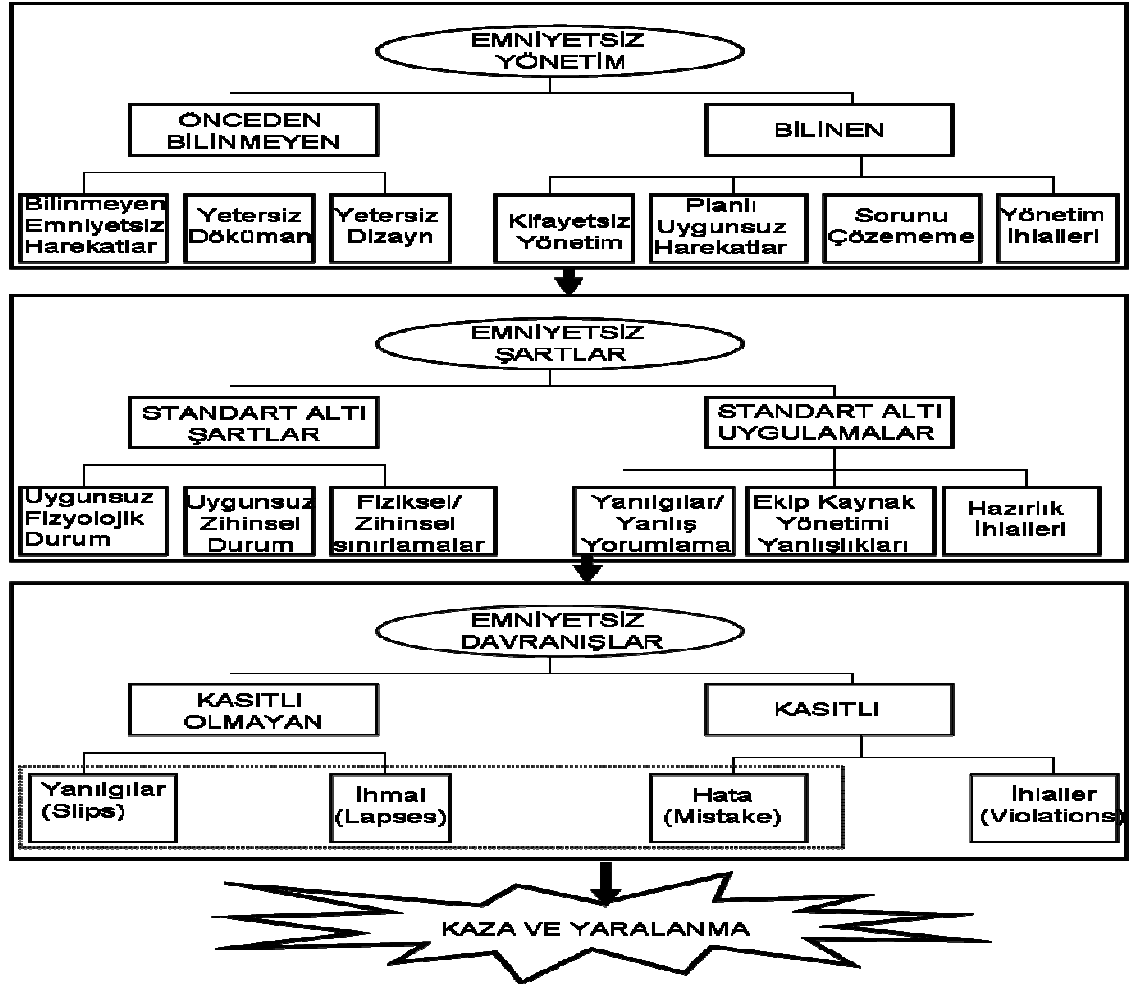 EMNİYETSİZ
YÖNETİM
ÖNCEDEN
BİLİNMEYEN
BİLİNEN
Bilinmeyen
Emniyetsiz
Harekatlar
Yetersiz
Döküman
Yetersiz
Dizayn
Kifayetsiz
Yönetim
Planlı
Uygunsuz
Harekatlar
Sorunu
Çözememe
Yönetim
İhlalleri
EMNİYETSİZ
ŞARTLAR
STANDART ALTI
ŞARTLAR
STANDART ALTI
UYGULAMALAR
Uygunsuz
Fizyolojik
Durum
Uygunsuz
Zihinsel
Durum
Fiziksel/
Zihinsel
sınırlamalar
Yanılgılar/
Yanlış
Yorumlama
Ekip Kaynak
Yönetimi
Yanlışlıkları
Hazırlık
İhlalleri
EMNİYETSİZ
DAVRANIŞLAR
KASITLI
OLMAYAN
KASITLI
Yanılgılar
(Slips)
İhmal
(Lapses)
Hata
(Mistake)
İhlaller
(Violations)
KAZA VE YARALANMA